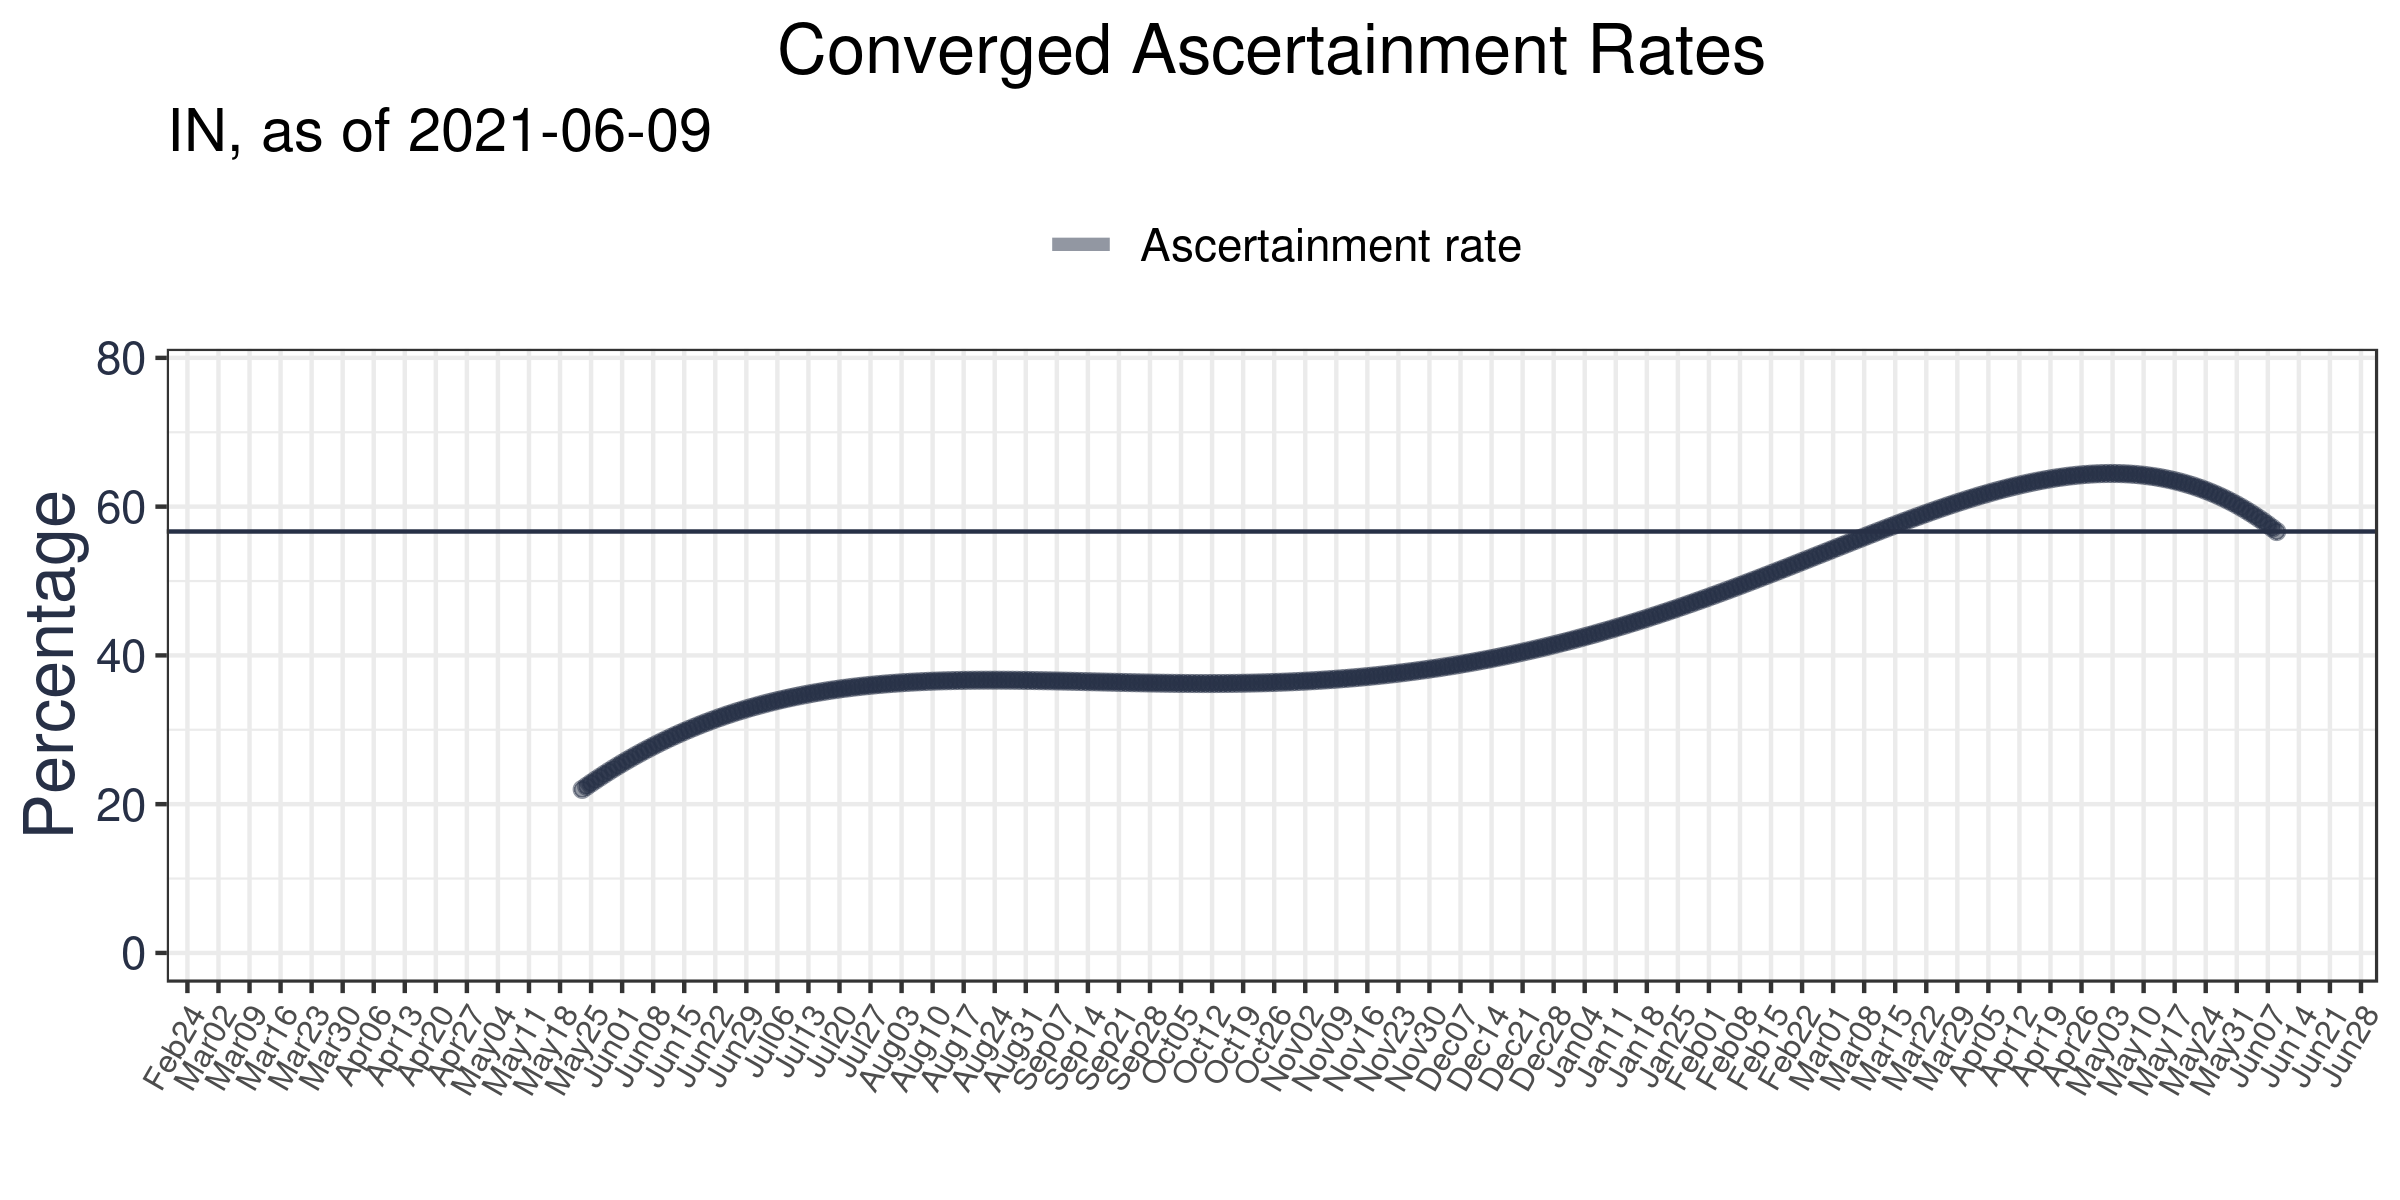 Converged Ascertainment Rates
IN, as of 2021-06-09
Ascertainment rate
Percentage
80
60
40
20
0
Feb24
Mar02
Mar09
Mar16
Mar23
Mar30
Apr06
Apr13
Apr20
Apr27
May04
May11
May18
May25
Jun01
Jun08
Jun15
Jun22
Jun29
Jul06
Jul13
Jul20
Jul27
Aug03
Aug10
Aug17
Aug24
Aug31
Sep07
Sep14
Sep21
Sep28
Oct05
Oct12
Oct19
Oct26
Nov02
Nov09
Nov16
Nov23
Nov30
Dec07
Dec14
Dec21
Dec28
Jan04
Jan11
Jan18
Jan25
Feb01
Feb08
Feb15
Feb22
Mar01
Mar08
Mar15
Mar22
Mar29
Apr05
Apr12
Apr19
Apr26
May03
May10
May17
May24
May31
Jun07
Jun14
Jun21
Jun28